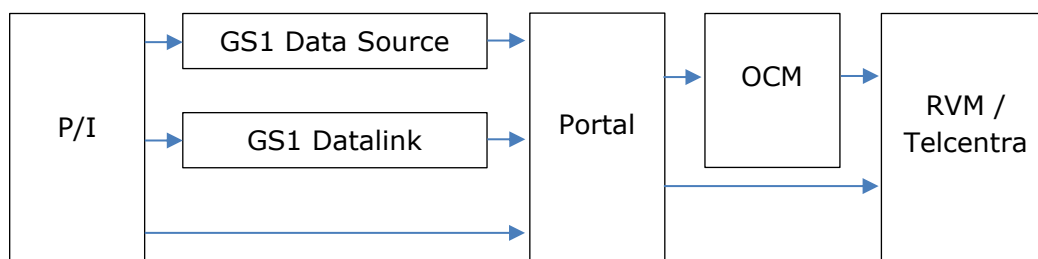 P/I
GS1 Data Source
GS1 Datalink
Portal
OCM
RVM /
Telcentra